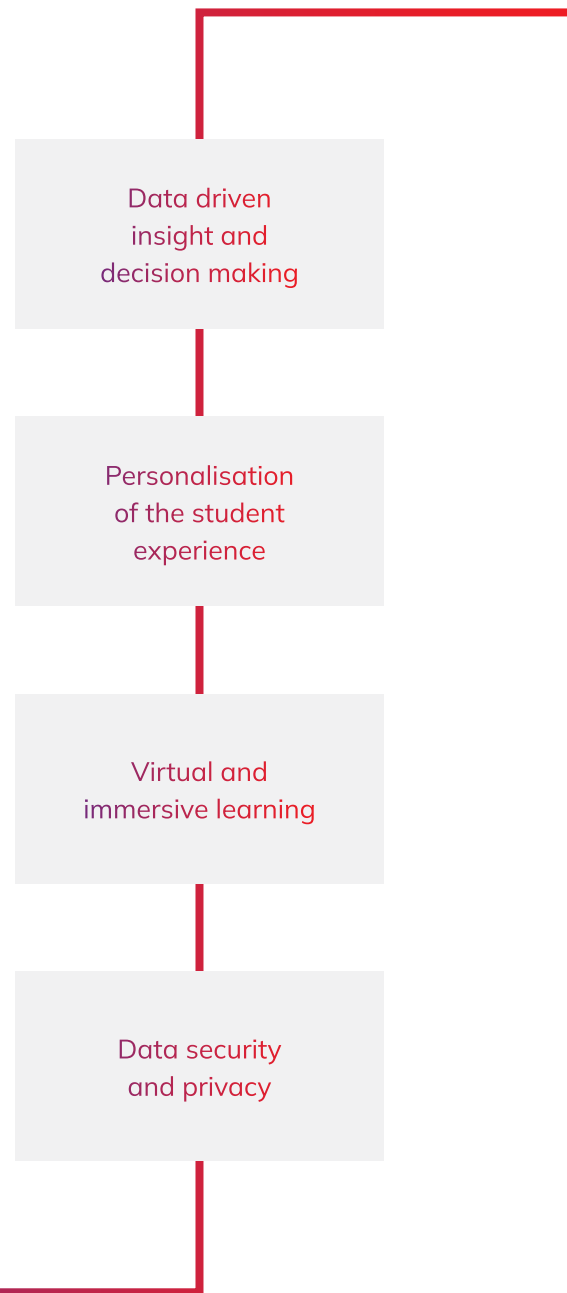 Data driven
insight and
decision making
Personalisation
of the student
experience
Virtual and
immersive learning
Data security
and privacy